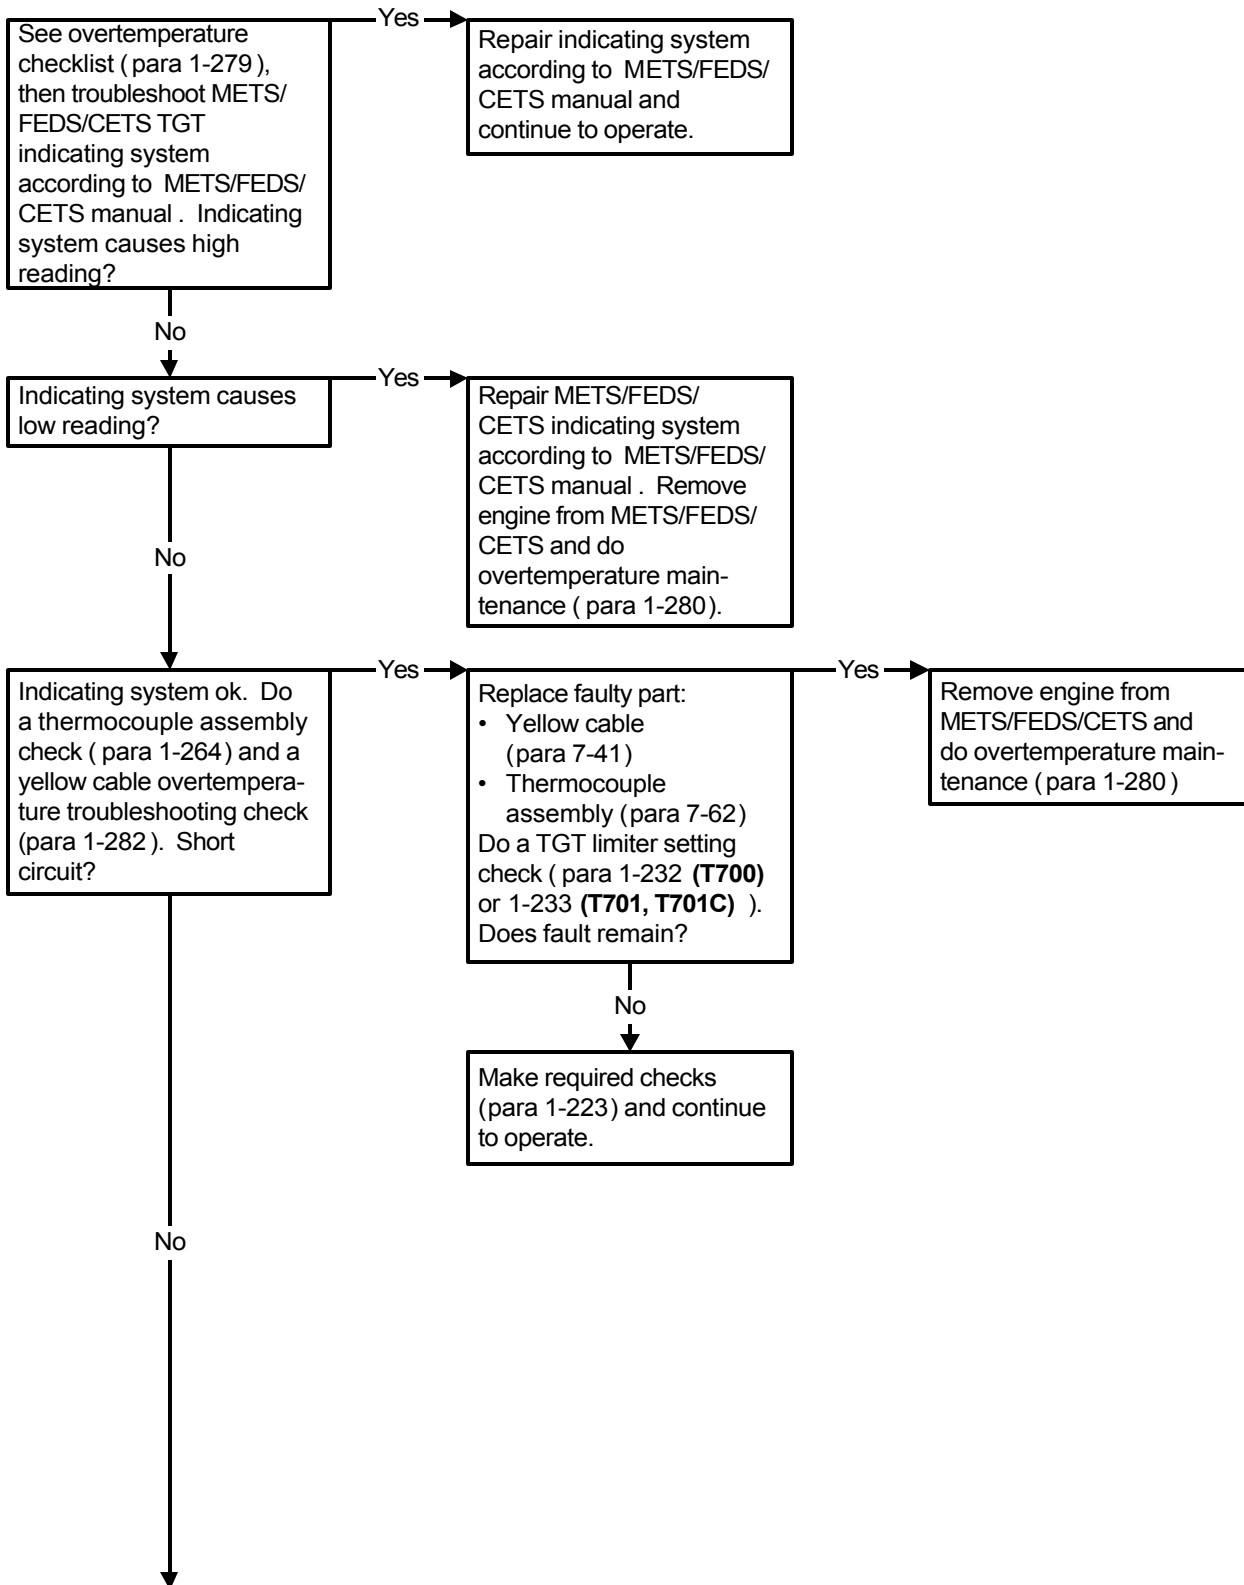 See overtemperature
checklist (para 1-279),
then troubleshoot METS/
FEDS/CETS TGT
indicating system
according to METS/FEDS/
CETS manual. Indicating
system causes high
reading?
Yes
Repair indicating system
according to METS/FEDS/
CETS manual and
continue to operate.
No
Indicating system causes
low reading?
Yes
Repair METS/FEDS/
CETS indicating system
according to METS/FEDS/
CETS manual. Remove
engine from METS/FEDS/
CETS and do
overtemperature main-
tenance (para 1-280).
No
Indicating system ok. Do
a thermocouple assembly
check (para 1-264) and a
yellow cable overtempera-
ture troubleshooting check
(para 1-282). Short
circuit?
Yes
Replace faulty part:
• Yellow cable
(para 7-41)
• Thermocouple
assembly (para 7-62)
Do a TGT limiter setting
check (para 1-232 (T700)
or 1-233 (T701, T701C) ).
Does fault remain?
Yes
Remove engine from
METS/FEDS/CETS and
do overtemperature main-
tenance (para 1-280)
No
Make required checks
(para 1-223) and continue
to operate.
No